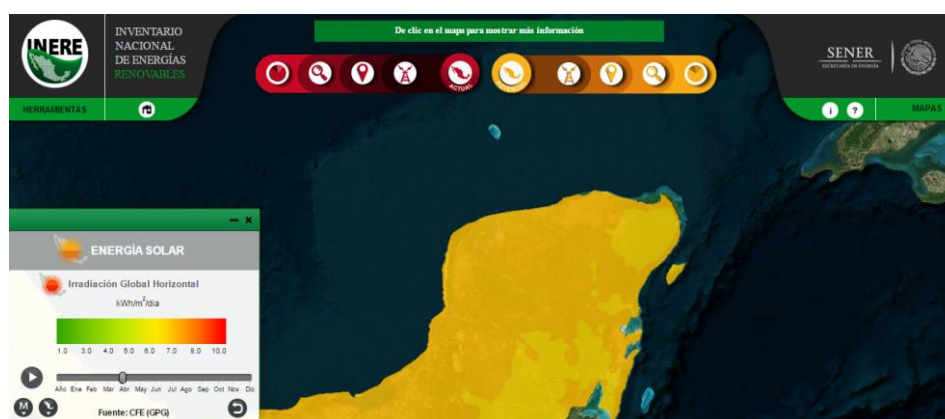 INERE
INVENTARIO
NACIONAL
DE ENERGÍAS
RENOVABLES
De clic en el mapa para mostrar más información
ACTUAL
POTENCIAL
SENER
SECRETARÍA DE ENERGÍA
HERRAMIENTAS
i ?
MAPAS
ENERGÍA SOLAR
Irradiación Global Horizontal
kWh/m²/dia
1.0 3.0 4.0 5.0 6.0 7.0 8.0 10.0
Año Ene Feb Mar Abr May Jun Jul Ago Sep Oct Nov Dic
M
Fuente: CFE (GPG)